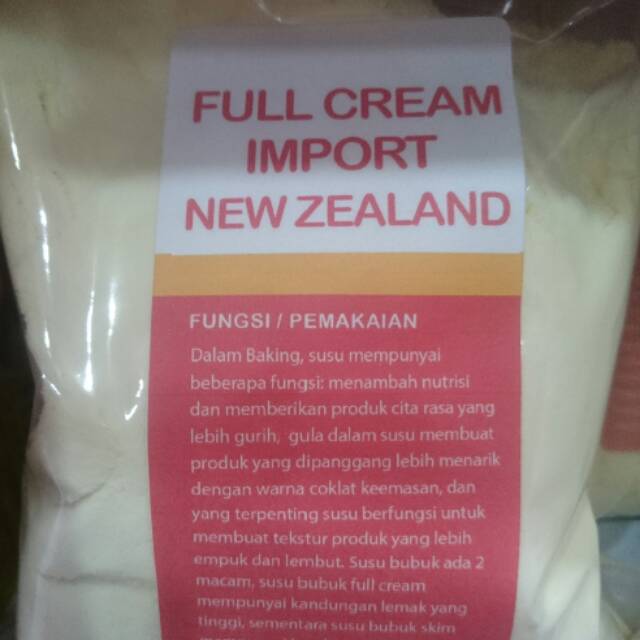 FULL CREAM
IMPORT
NEW ZEALAND
FUNGSI / PEMAKAIAN
Dalam Baking, susu mempunyai
beberapa fungsi: menambah nutrisi
dan memberikan produk cita rasa yang
lebih gurih, gula dalam susu membuat
produk yang dipanggang lebih menarik
dengan warna coklat keemasan, dan
yang terpenting susu berfungsi untuk
membuat tekstur produk yang lebih
empuk dan lembut. Susu bubuk ada 2
macam, susu bubuk full cream
mempunyai kandungan lemak yang
tinggi, sementara susu bubuk skim